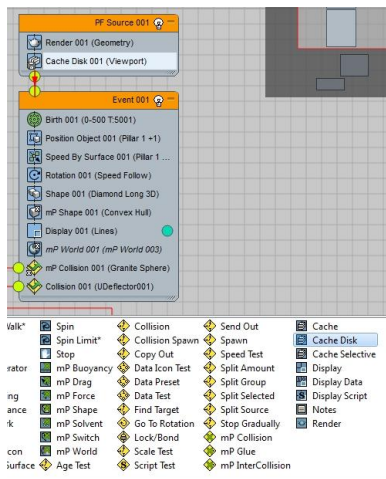 PF Source 001
Render 001 (Geometry)
Cache Disk 001 (Viewport)
Event 001
Birth 001 (0-500 T:5001)
Position Object 001 (Pillar 1 +1)
Speed By Surface 001 (Pillar 1 ...
Rotation 001 (Speed Follow)
Shape 001 (Diamond Long 3D)
mP Shape 001 (Convex Hull)
Display 001 (Lines)
mP World 001 (mP World 003)
mP Collision 001 (Granite Sphere)
Collision 001 (UDeflector001)
Valk* Spin Collision Send Out Cache
Spin Limit* Collision Spawn Spawn Cache Disk
Stop Copy Out Speed Test Cache Selective
erator mP Buoyancy Data Icon Test Split Amount Display
mP Drag Data Preset Split Group Display Data
ng mP Force Data Test Split Selected Display Script
ance mP Shape Find Target Split Source Notes
rk mP Solvent Go To Rotation Stop Gradually Render
mP Switch Lock/Bond mP Collision
con mP World Scale Test mP Glue
Surface Age Test Script Test mP InterCollision